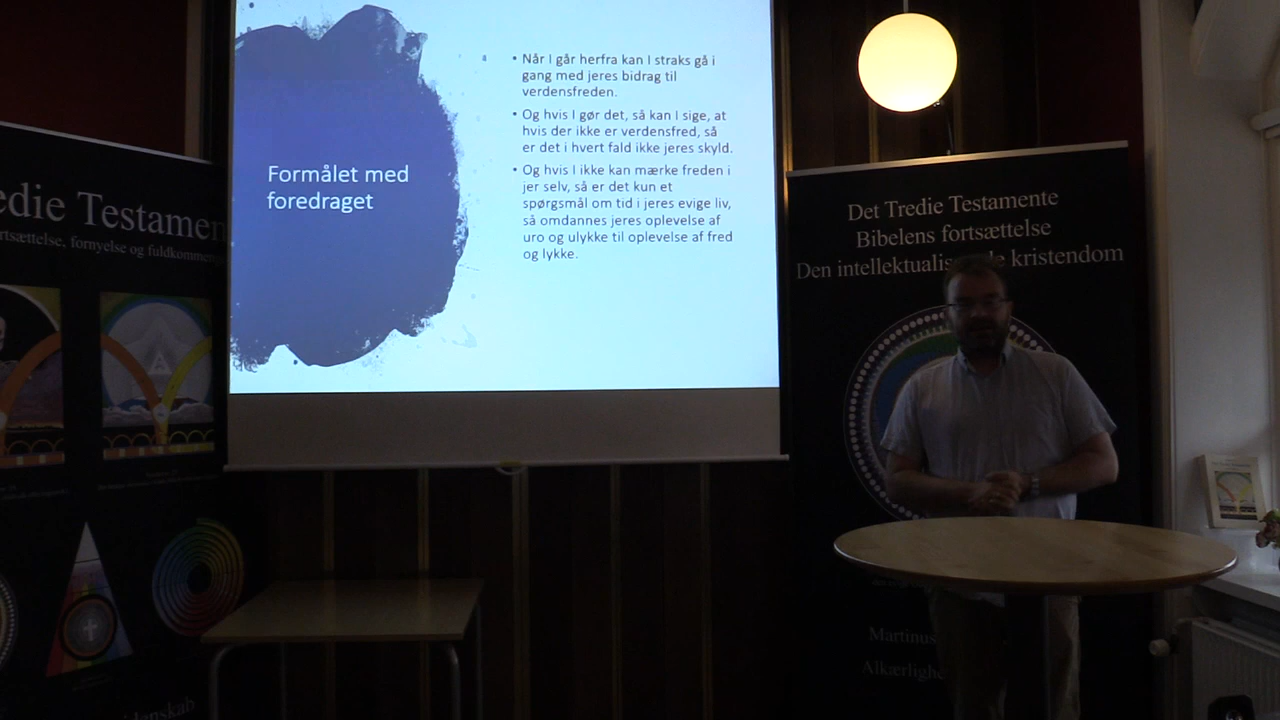 Formålet med
foredraget
• Når I går herfra kan I straks gå i
gang med jeres bidrag til
verdensfreden.
• Og hvis I gør det, så kan I sige, at
hvis der ikke er verdensfred, så
er det i hvert fald ikke jeres skyld.
• Og hvis I ikke kan mærke freden i
jer selv, så er det kun et
spørgsmål om tid i jeres evige liv,
så omdannes jeres oplevelse af
uro og ulykke til oplevelse af fred
og lykke.
edie Testamen
rtsættelse, fornyelse og fuldkomme
Det Tredie Testamente
Bibelens fortsættelse
Den intellektualis e kristendom
Martinus
Alkærlighe